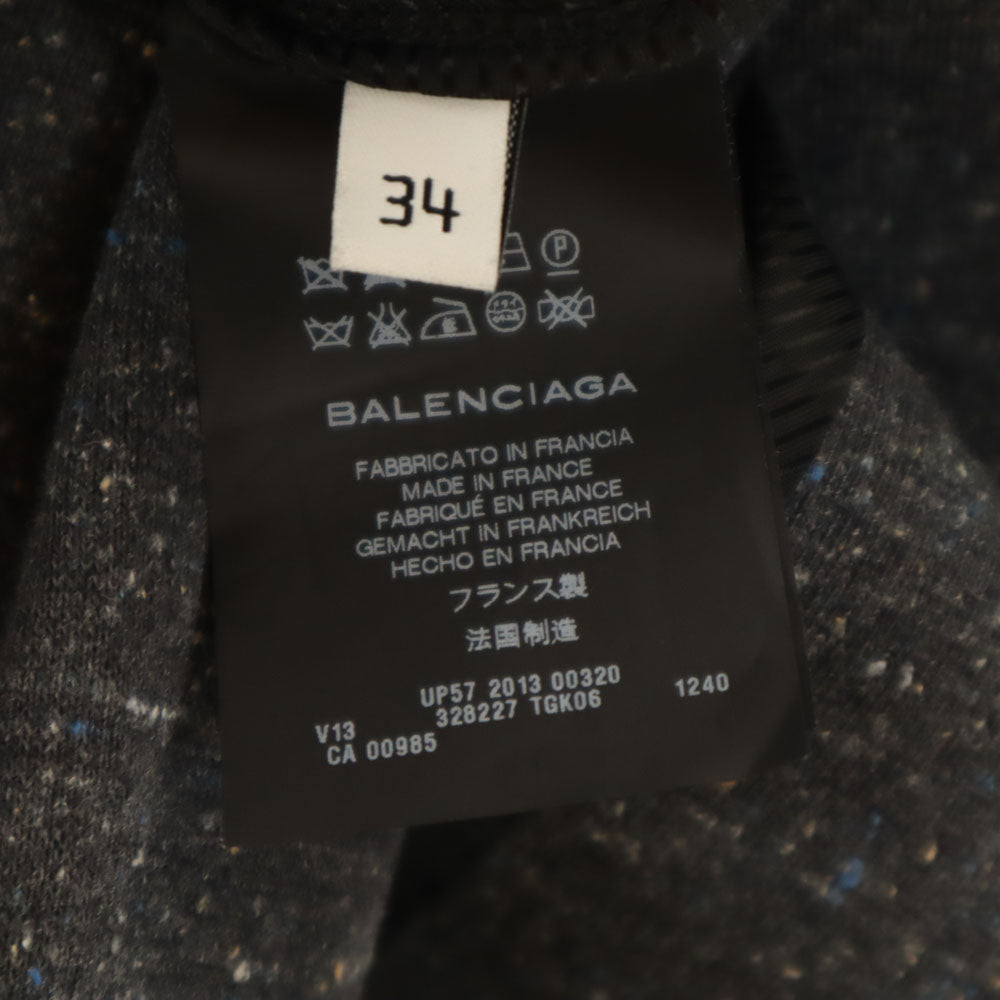 34
P
BALENCIAGA
FABBRICATO IN FRANCIA
MADE IN FRANCE
FABRIQUÉ EN FRANCE
GEMACHT IN FRANKREICH
HECHO EN FRANCIA
フランス製
法国制造
UP57 2013 00320
328227 TGK06 1240
V13
CA 00985